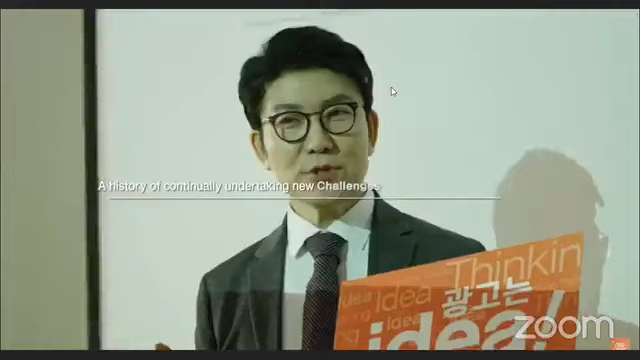 A history of continually undertaking new Challenges
Thinkin
Idea
Idea
광고는
Idea
idea!
zoom